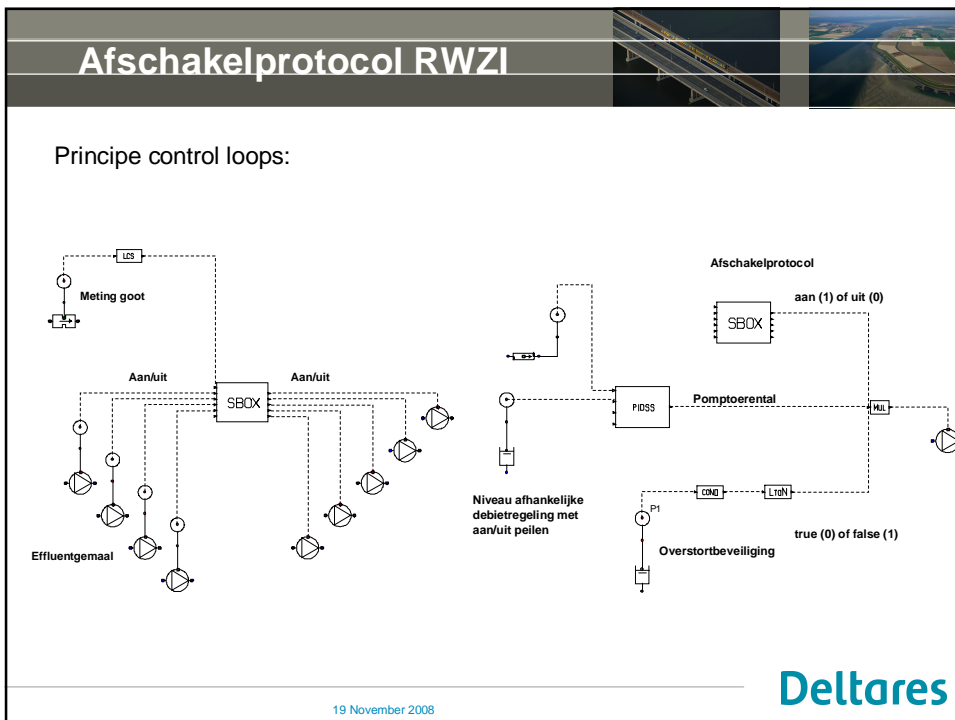 Afschakelprotocol RWZI
Principe control loops:
LCS
Meting goot
Aan/uit
Aan/uit
SBOX
Effluentgemaal
Afschakelprotocol
aan (1) of uit (0)
SBOX
PIDSS
Pomptoerental
MUL
Niveau afhankelijke
debietregeling met
aan/uit peilen
COND
LToN
P1
Overstortbeveiliging
true (0) of false (1)
19 November 2008
Deltares